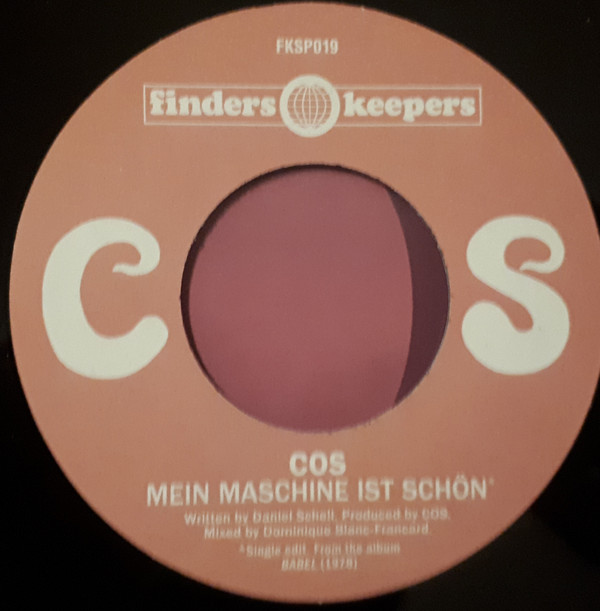 FKSP019
finders keepers
C S
COS
MEIN MASCHINE IST SCHÖN*
Written by Daniel Schell. Produced by COS.
Mixed by Dominique Blanc-Francard.
*Single edit. From the album
BABEL (1978)